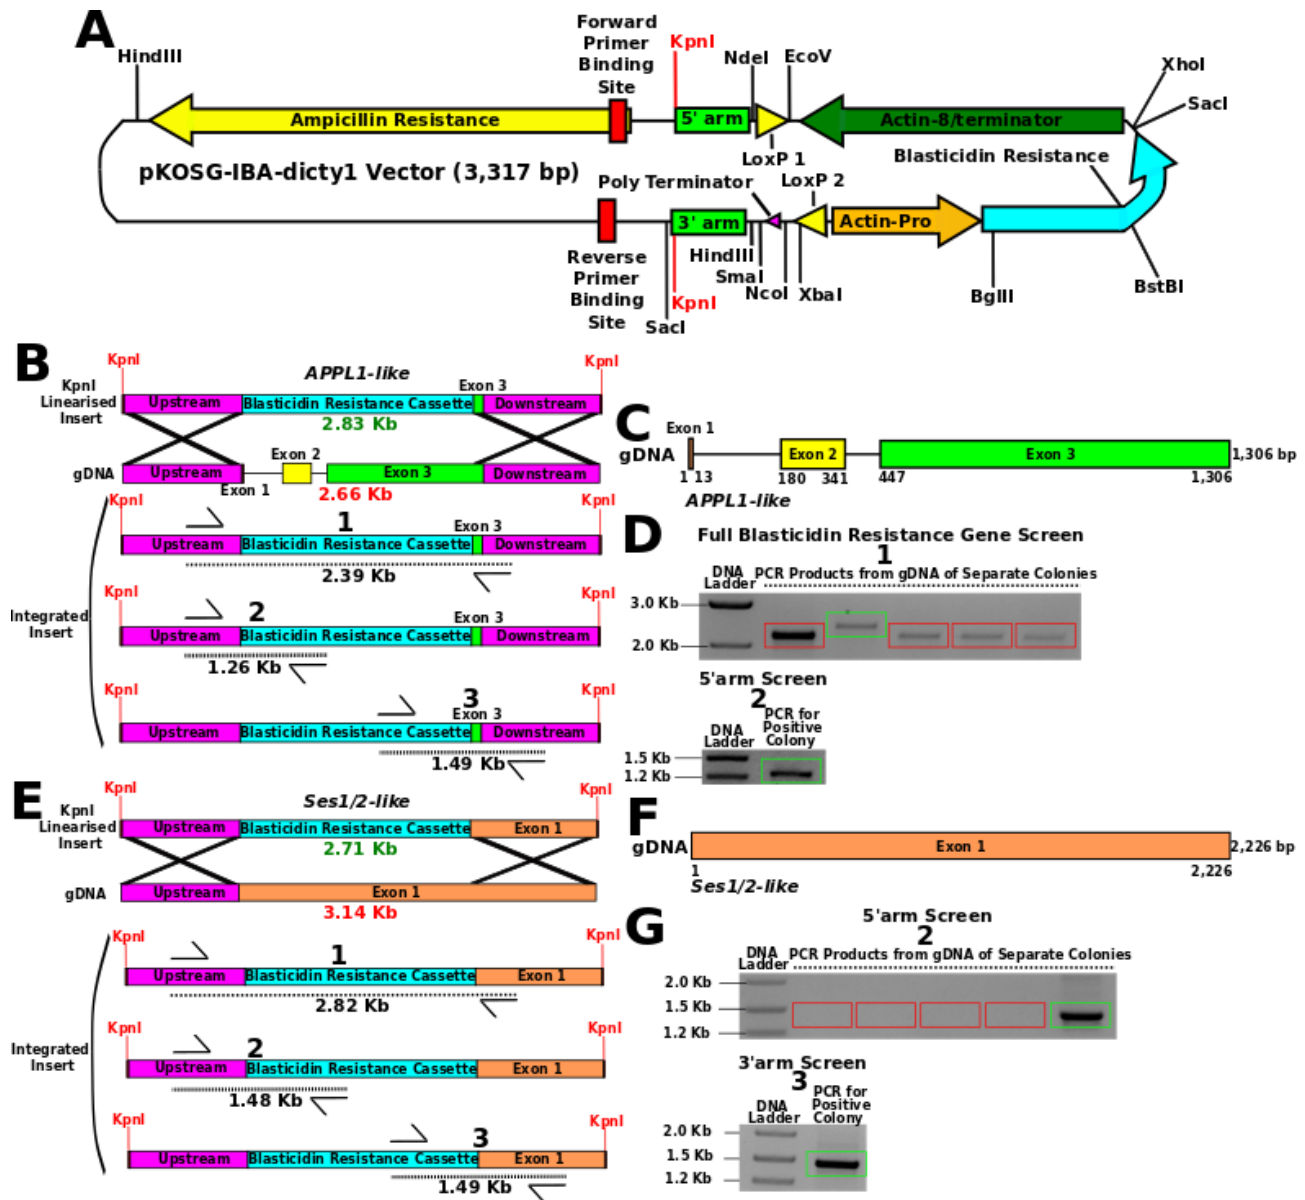 A
HindIII
Forward
Primer
Binding
Site
KpnI
NdeI
EcoV
XhoI
SacI
Ampicillin Resistance
5' arm
Actin-8/terminator
LoxP 1
Blasticidin Resistance
pKOSG-IBA-dicty1 Vector (3,317 bp)
Poly Terminator
LoxP 2
3' arm
Actin-Pro
Reverse
Primer
Binding
Site
HindIII
SmaI
NcoI
XbaI
KpnI
SacI
BglII
BstBI
B
KpnI
KpnI
APPL1-like
KpnI
Linearised
Insert
Exon 3
Upstream
Blasticidin Resistance Cassette
Downstream
2.83 Kb
gDNA
Upstream
Exon 1
Exon 2
Exon 3
Downstream
2.66 Kb
KpnI
KpnI
1
Exon 3
Upstream
Blasticidin Resistance Cassette
Downstream
2.39 Kb
KpnI
KpnI
2
Exon 3
Integrated
Insert
Upstream
Blasticidin Resistance Cassette
Downstream
1.26 Kb
KpnI
KpnI
3
Exon 3
Upstream
Blasticidin Resistance Cassette
Downstream
1.49 Kb
C
Exon 1
gDNA
Exon 2
Exon 3
1,306 bp
1 13
180 341
447
1,306
APPL1-like
D
Full Blasticidin Resistance Gene Screen
1
DNA
Ladder
PCR Products from gDNA of Separate Colonies
3.0 Kb
2.0 Kb
5'arm Screen
2
DNA
Ladder
PCR for
Positive
Colony
1.5 Kb
1.2 Kb
E
KpnI
KpnI
Ses1/2-like
KpnI
Linearised
Insert
Upstream
Blasticidin Resistance Cassette
Exon 1
2.71 Kb
gDNA
Upstream
Exon 1
3.14 Kb
KpnI
KpnI
1
Upstream
Blasticidin Resistance Cassette
Exon 1
2.82 Kb
KpnI
KpnI
2
Integrated
Insert
Upstream
Blasticidin Resistance Cassette
Exon 1
1.48 Kb
KpnI
KpnI
3
Upstream
Blasticidin Resistance Cassette
Exon 1
1.49 Kb
F
gDNA
Exon 1
2,226 bp
1
2,226
Ses1/2-like
G
5'arm Screen
2
DNA
Ladder
PCR Products from gDNA of Separate Colonies
2.0 Kb
1.5 Kb
1.2 Kb
3'arm Screen
3
DNA
Ladder
PCR for
Positive
Colony
2.0 Kb
1.5 Kb
1.2 Kb